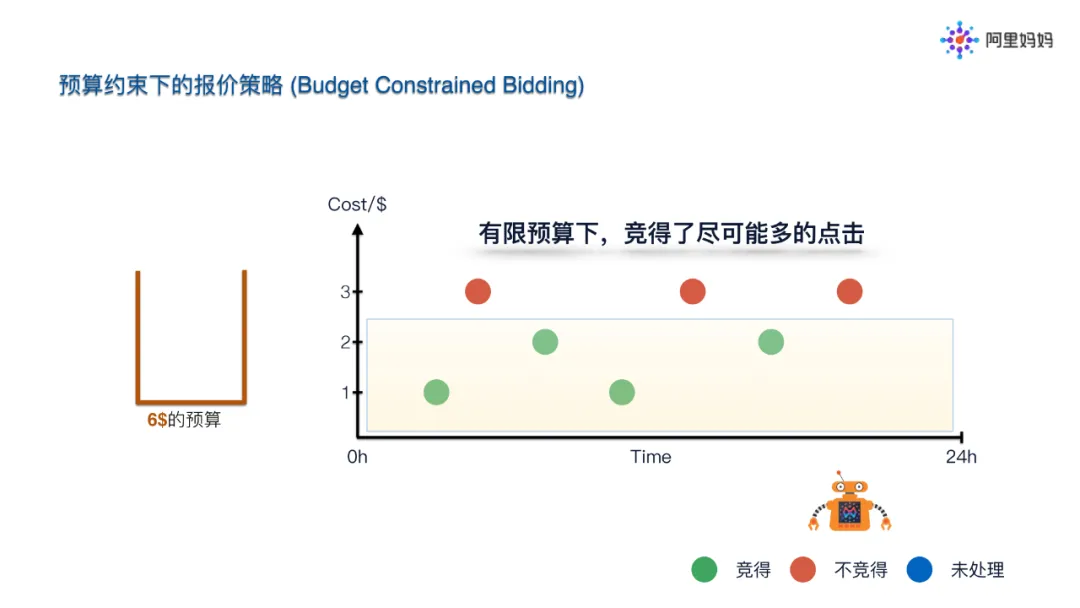 阿里妈妈
预算约束下的报价策略 (Budget Constrained Bidding)
Cost/$
有限预算下，竞得了尽可能多的点击
3
2
1
6$的预算
0h
Time
24h
竞得
不竞得
未处理